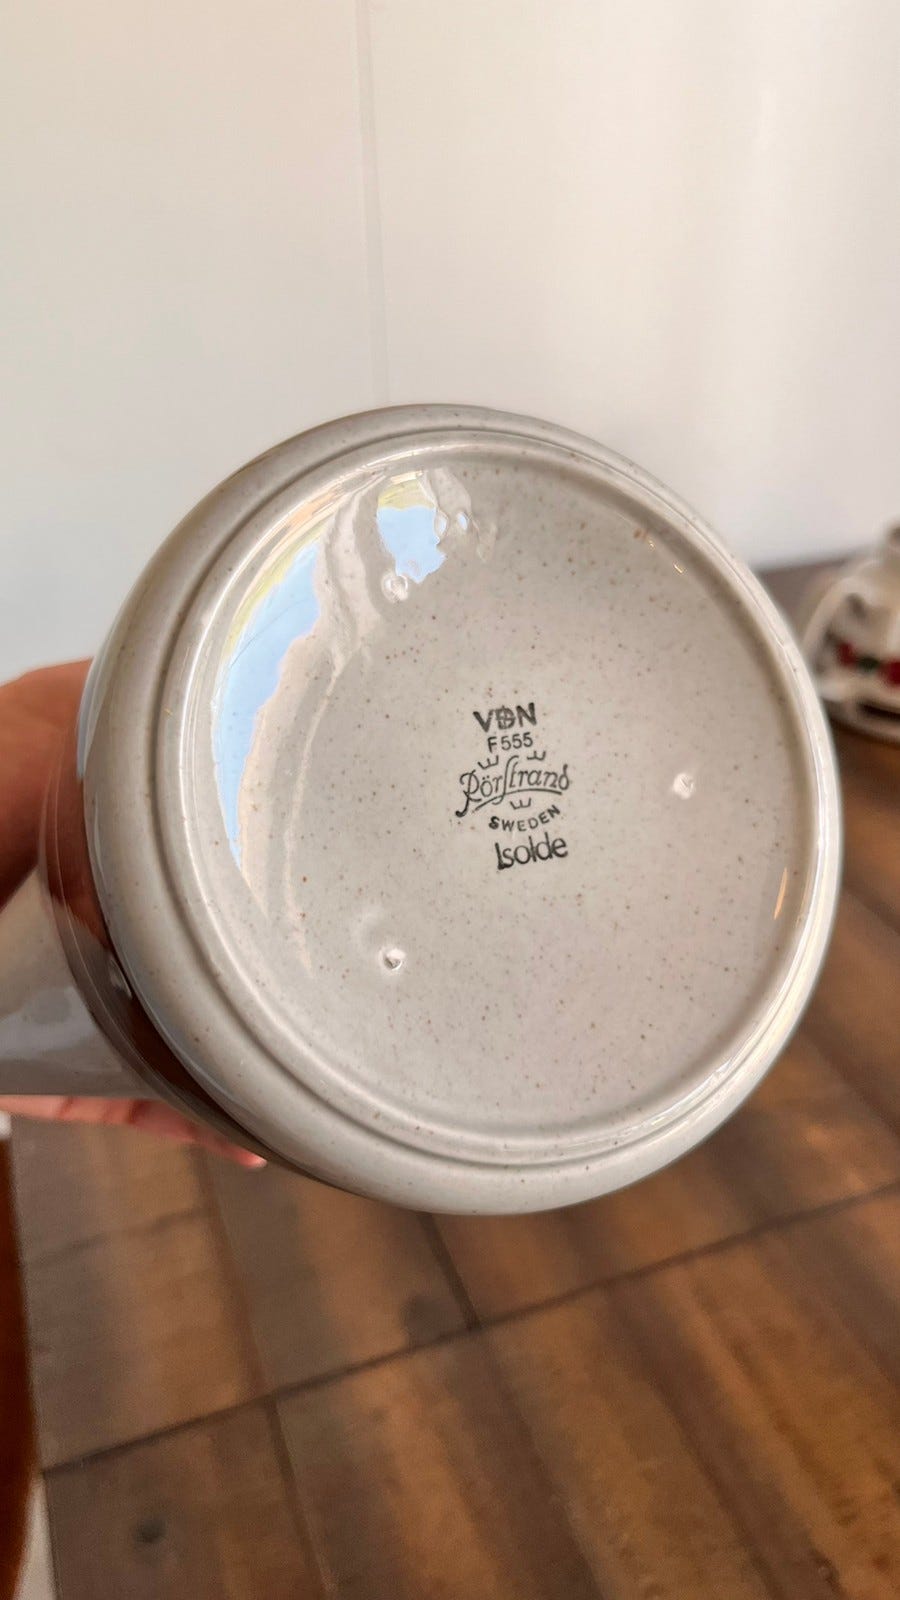 VDN
F555
Rörstrand
SWEDEN
Isolde